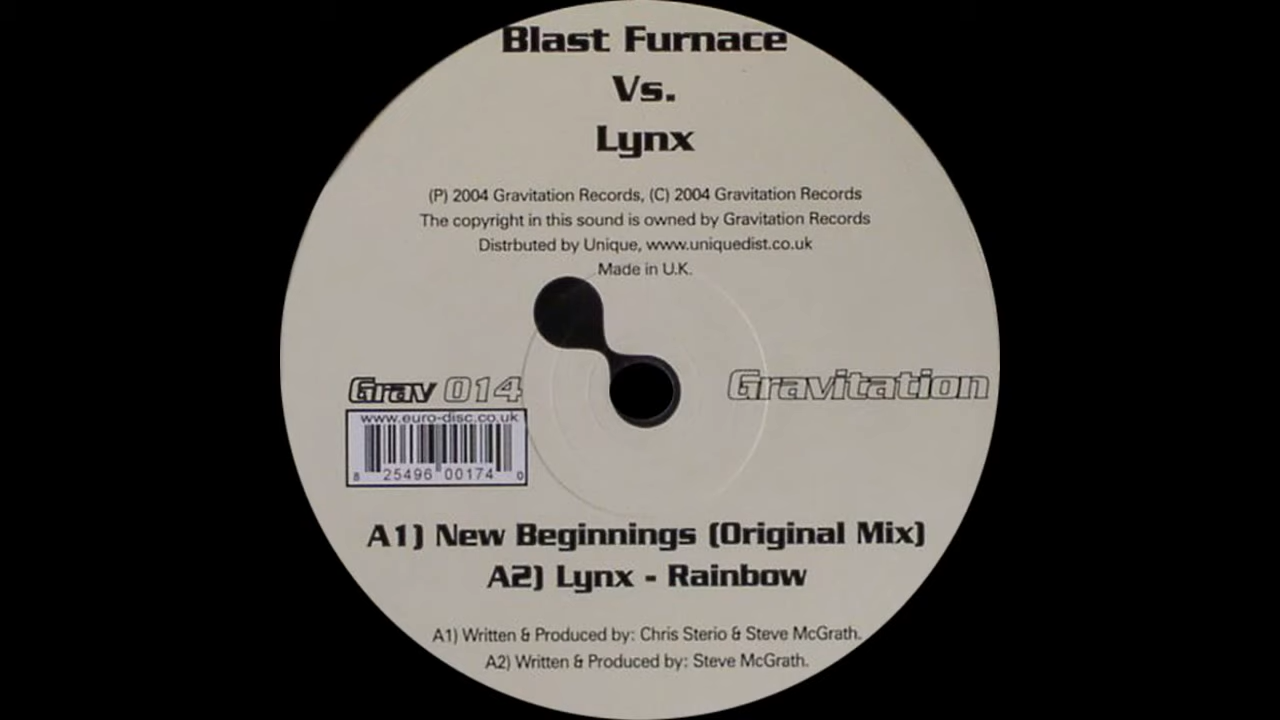 Blast Furnace
Vs.
Lynx
(P) 2004 Gravitation Records, (C) 2004 Gravitation Records
The copyright in this sound is owned by Gravitation Records
Distrbuted by Unique, www.uniquedist.co.uk
Made in U.K.
Grav 014
Gravitation
www.euro-disc.co.uk
8 25496 00174 0
A1) New Beginnings (Original Mix)
A2) Lynx - Rainbow
A1) Written & Produced by: Chris Sterio & Steve McGrath.
A2) Written & Produced by: Steve McGrath.